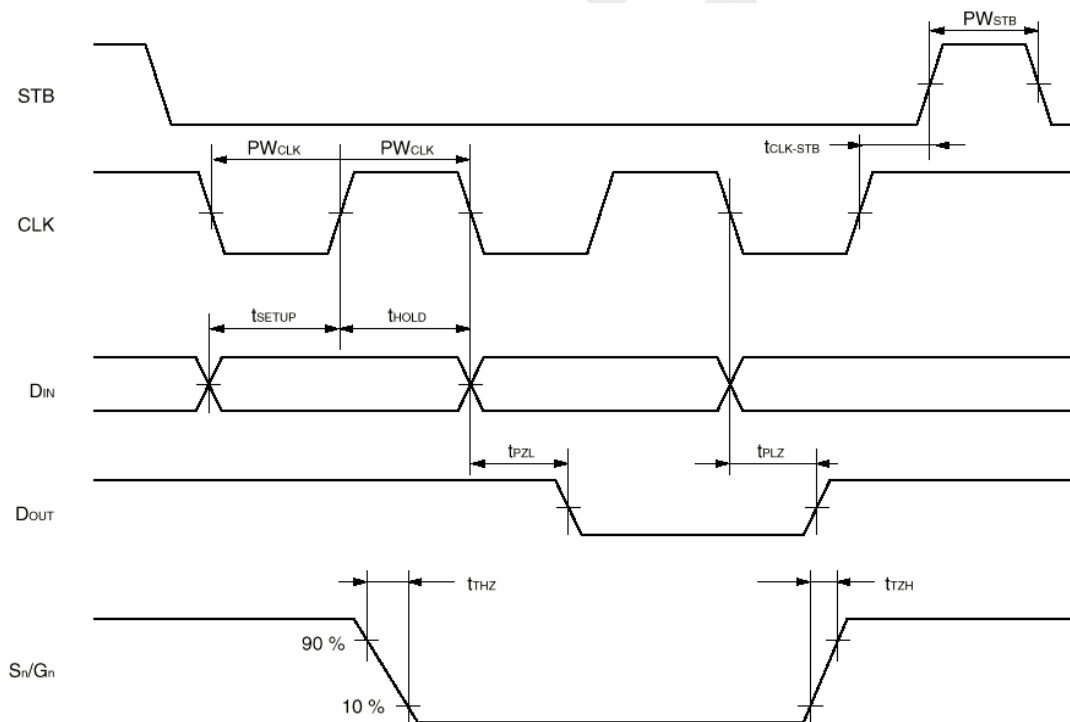 PWSTB
STB
PWCLK PWCLK
tCLK-STB
CLK
tSETUP tHOLD
DIN
tPZL tPLZ
DOUT
tTHZ tTZH
90 %
Sn/Gn
10 %